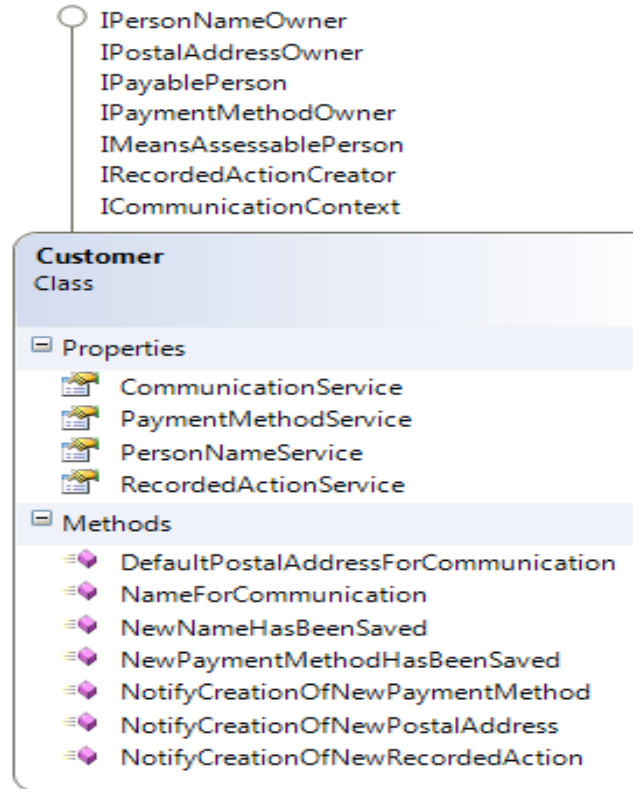 IPersonNameOwner
IPostalAddressOwner
IPayablePerson
IPaymentMethodOwner
IMeansAssessablePerson
IRecordedActionCreator
ICommunicationContext
Customer
Class
Properties
CommunicationService
PaymentMethodService
PersonNameService
RecordedActionService
Methods
DefaultPostalAddressForCommunication
NameForCommunication
NewNameHasBeenSaved
NewPaymentMethodHasBeenSaved
NotifyCreationOfNewPaymentMethod
NotifyCreationOfNewPostalAddress
NotifyCreationOfNewRecordedAction